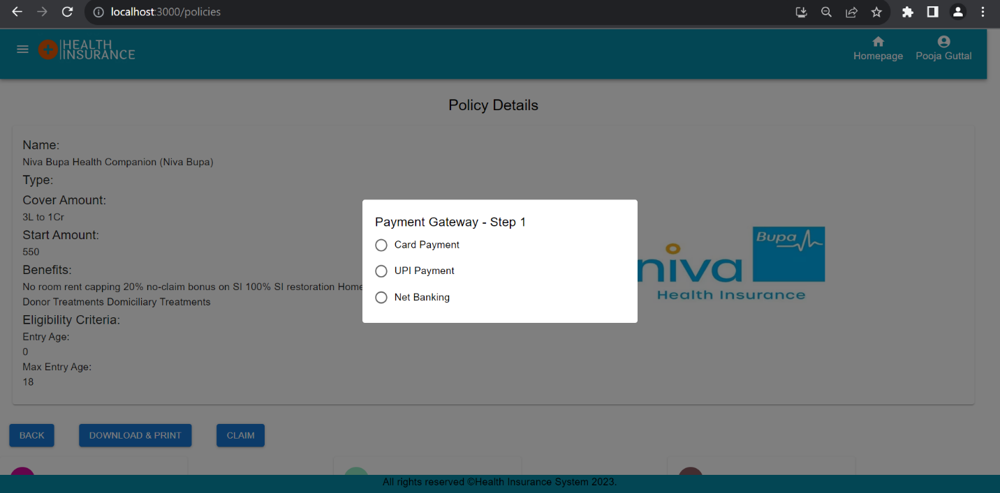 localhost:3000/policies
HEALTH
INSURANCE
Homepage
Pooja Guttal
Policy Details
Name:
Niva Bupa Health Companion (Niva Bupa)
Type:
Cover Amount:
3L to 1Cr
Start Amount:
550
Benefits:
No room rent capping 20% no-claim bonus on SI 100% SI restoration Home
Donor Treatments Domiciliary Treatments
Eligibility Criteria:
Entry Age:
0
Max Entry Age:
18
Payment Gateway - Step 1
Card Payment
UPI Payment
Net Banking
Bupa
niva
Health Insurance
BACK
DOWNLOAD & PRINT
CLAIM
All rights reserved ©Health Insurance System 2023.